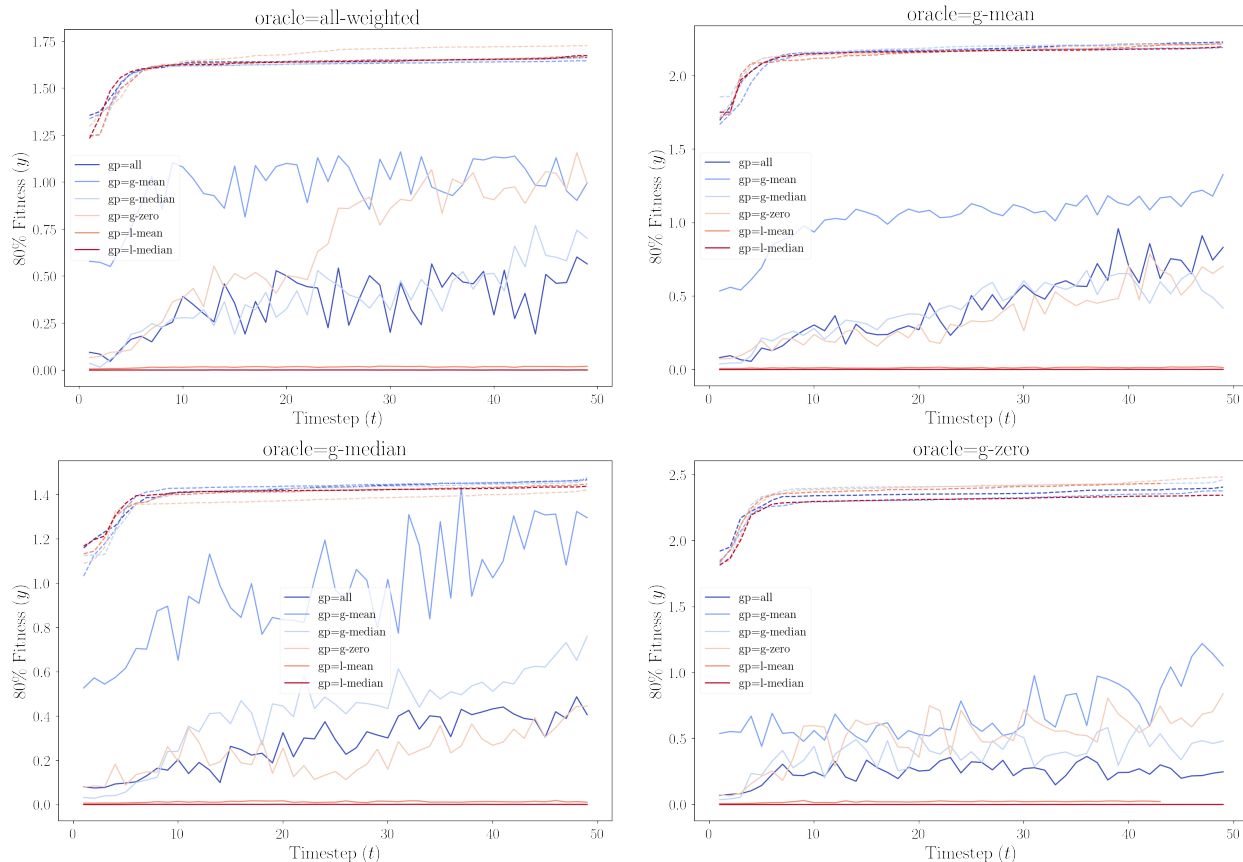 oracle=all-weighted
1.75
1.50
1.25
1.00
0.75
0.50
0.25
0.00
80% Fitness (y)
gp=all
gp=g-mean
gp=g-median
gp=g-zero
gp=l-mean
gp=l-median
0
10
20
30
40
50
Timestep (t)
oracle=g-mean
2.0
1.5
1.0
0.5
0.0
80% Fitness (y)
gp=all
gp=g-mean
gp=g-median
gp=g-zero
gp=l-mean
gp=l-median
0
10
20
30
40
50
Timestep (t)
oracle=g-median
1.4
1.2
1.0
0.8
0.6
0.4
0.2
0.0
80% Fitness (y)
gp=all
gp=g-mean
gp=g-median
gp=g-zero
gp=l-mean
gp=l-median
0
10
20
30
40
50
Timestep (t)
oracle=g-zero
2.5
2.0
1.5
1.0
0.5
0.0
80% Fitness (y)
gp=all
gp=g-mean
gp=g-median
gp=g-zero
gp=l-mean
gp=l-median
0
10
20
30
40
50
Timestep (t)